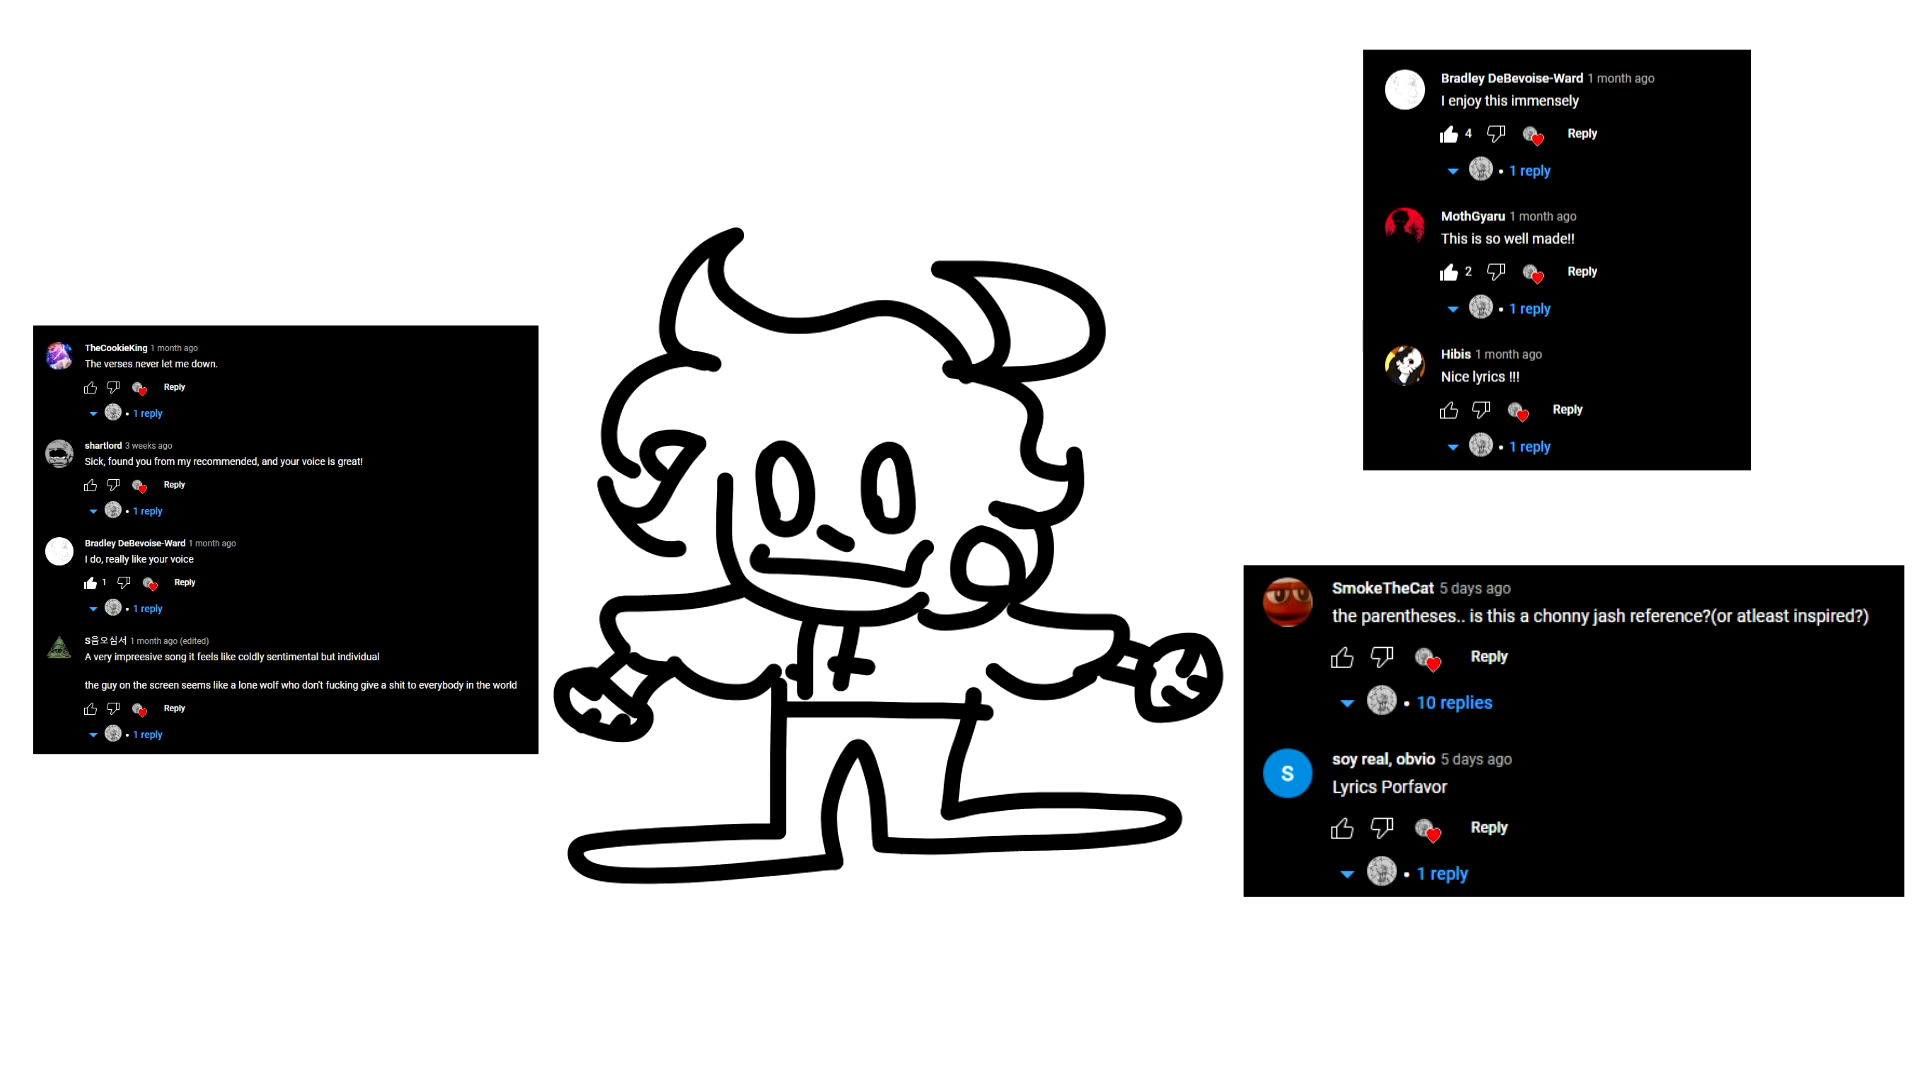 TheCookieKing 1 month ago
The verses never let me down.
Reply
1 reply
shartlord 3 weeks ago
Sick, found you from my recommended, and your voice is great!
Reply
1 reply
Bradley DeBevoise-Ward 1 month ago
I do, really like your voice
1 Reply
1 reply
S음오심서 1 month ago (edited)
A very impreesive song it feels like coldly sentimental but individual
the guy on the screen seems like a lone wolf who don't fucking give a shit to everybody in the world
Reply
1 reply
Bradley DeBevoise-Ward 1 month ago
I enjoy this immensely
4 Reply
1 reply
MothGyaru 1 month ago
This is so well made!!
2 Reply
1 reply
Hibis 1 month ago
Nice lyrics !!!
Reply
1 reply
SmokeTheCat 5 days ago
the parentheses.. is this a chonny jash reference?(or atleast inspired?)
Reply
10 replies
S
soy real, obvio 5 days ago
Lyrics Porfavor
Reply
1 reply